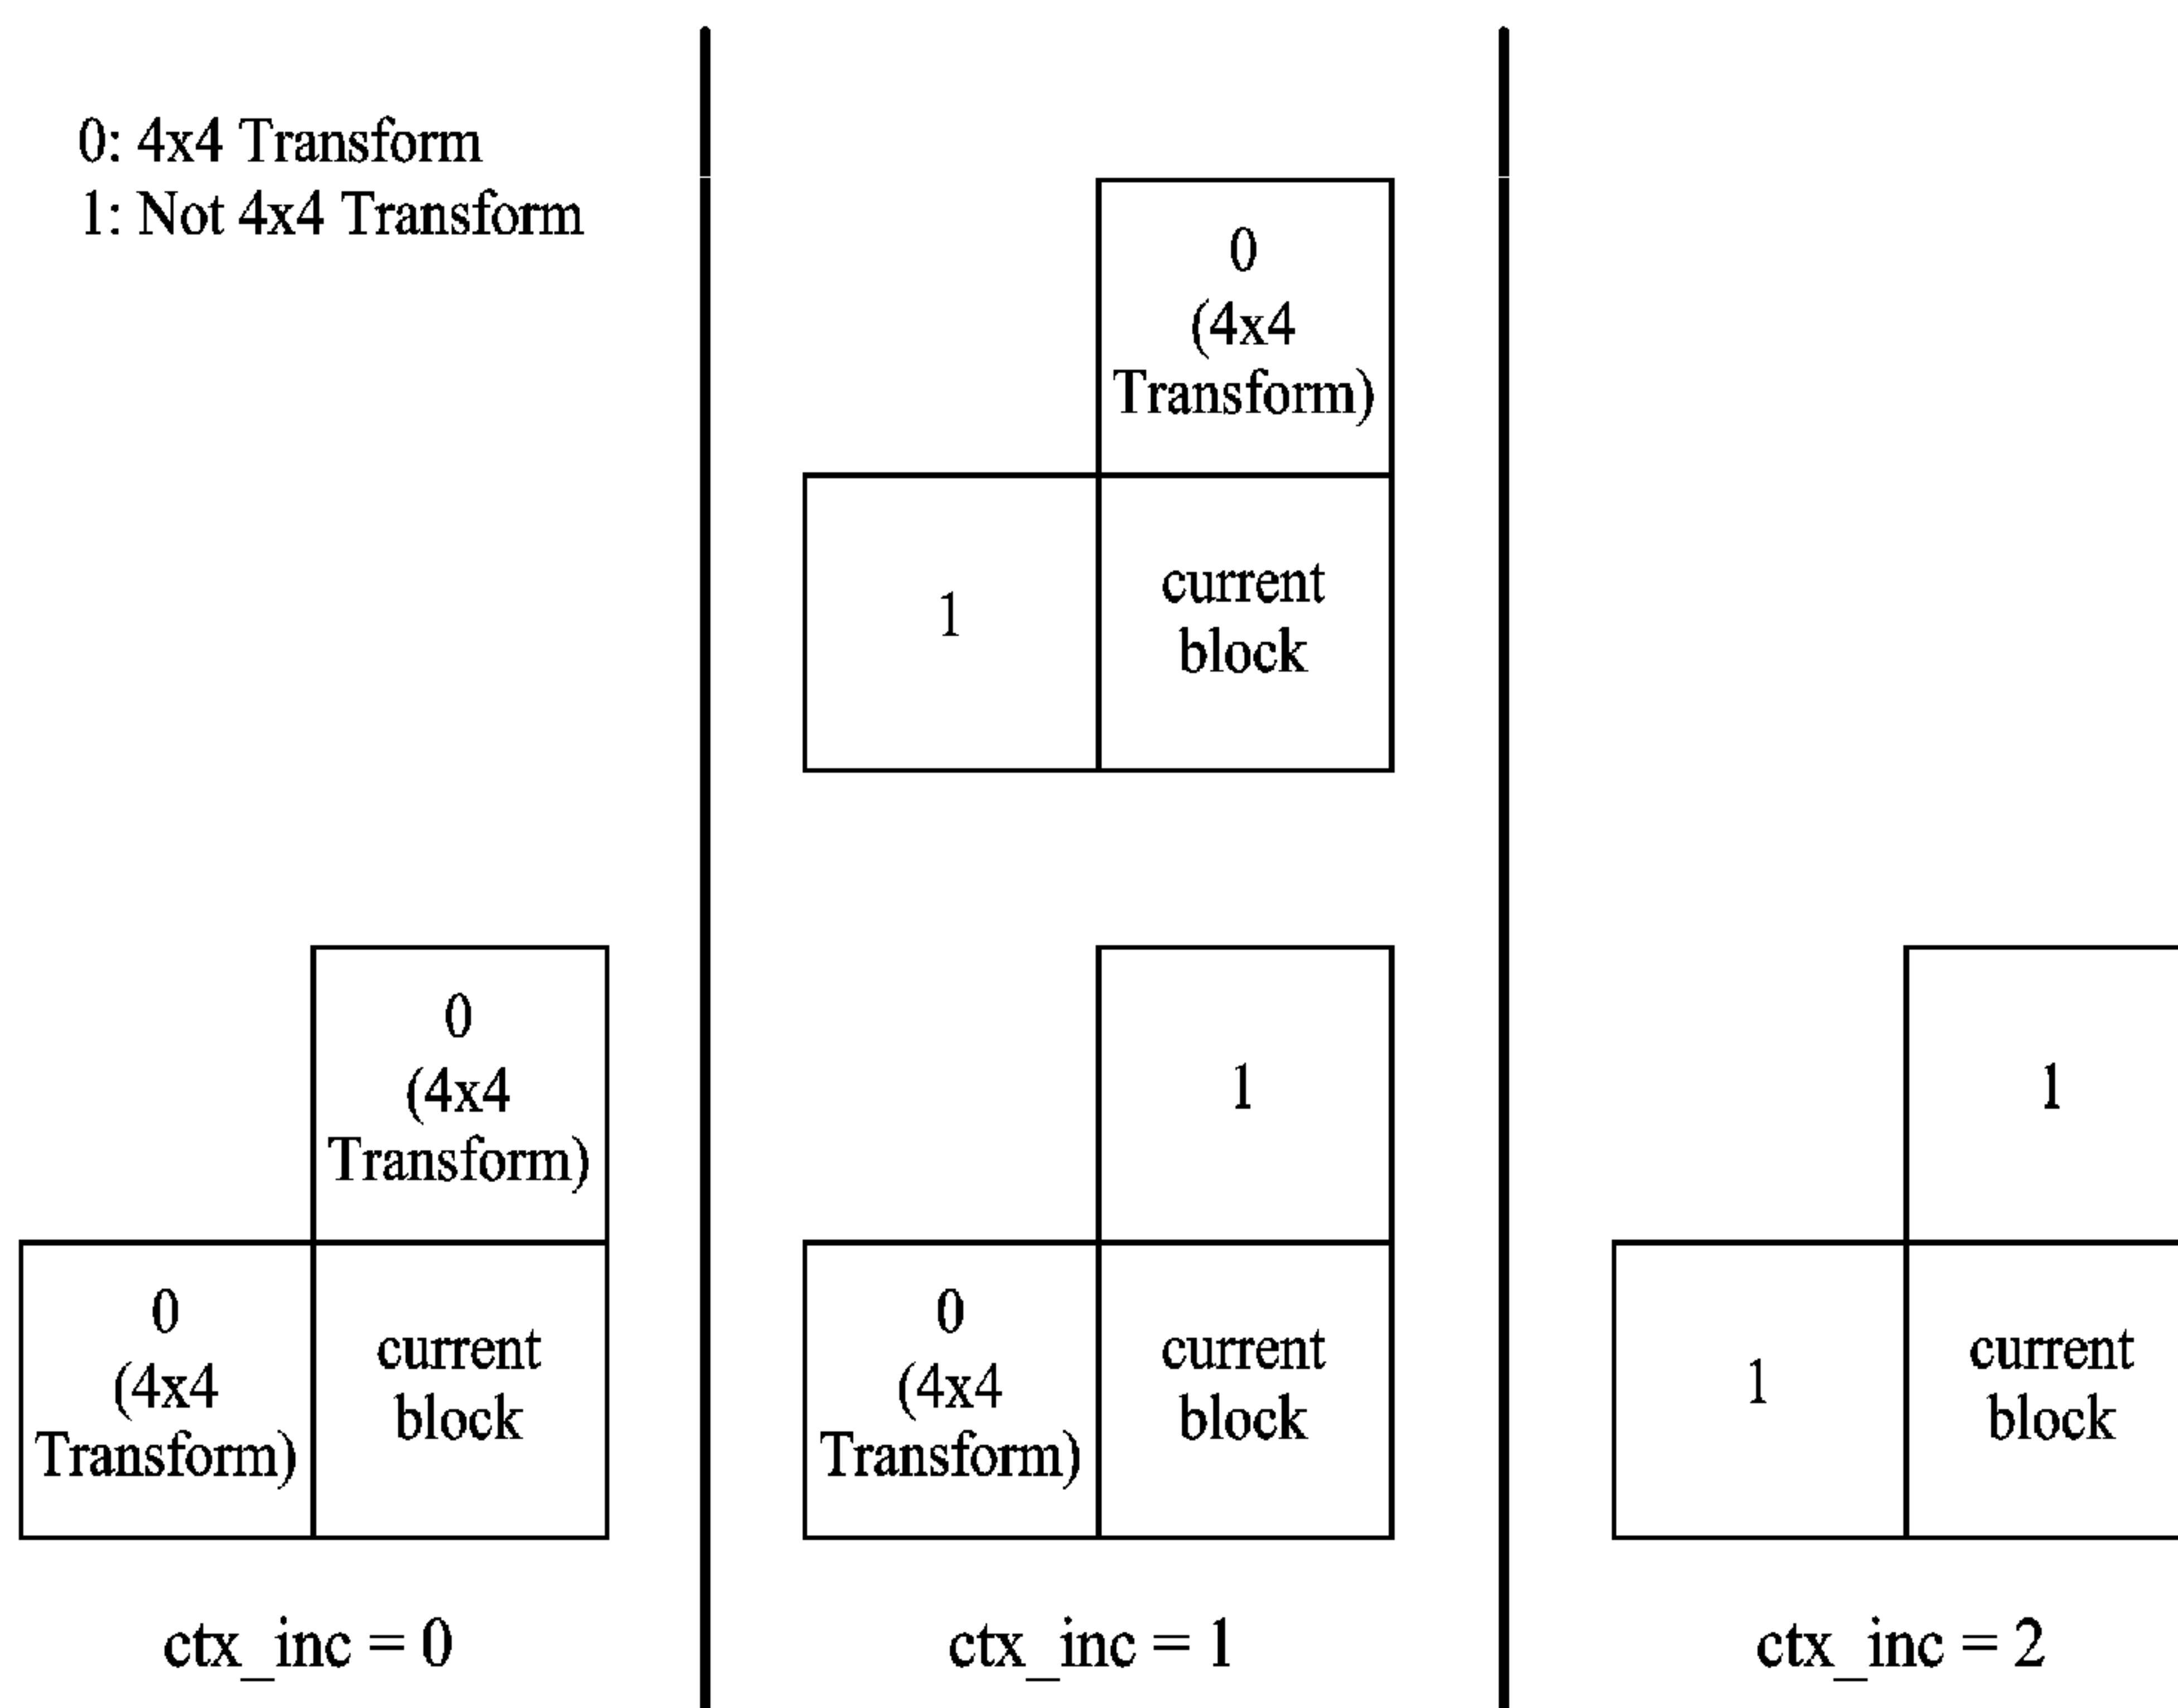 0: 4x4 Transform
1: Not 4x4 Transform
0
(4x4
Transform)
1
current
block
0
(4x4
Transform)
0
(4x4
Transform)
current
block
1
0
(4x4
Transform)
current
block
1
1
current
block
ctx_inc = 0
ctx_inc = 1
ctx_inc = 2